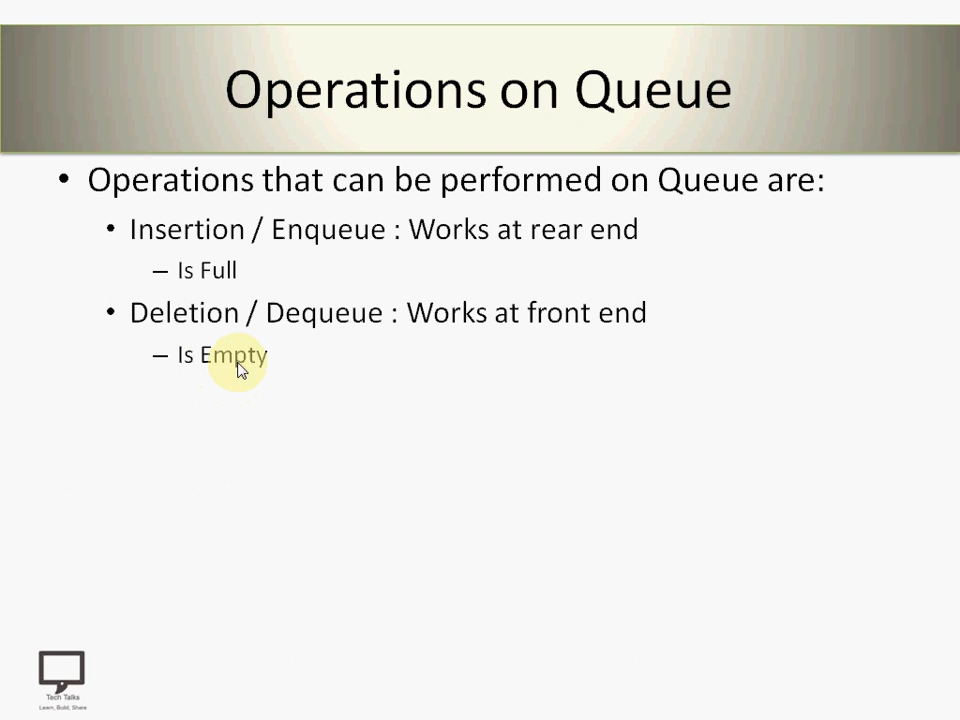 Operations on Queue
• Operations that can be performed on Queue are:
• Insertion / Enqueue : Works at rear end
– Is Full
• Deletion / Dequeue : Works at front end
– Is Empty
Tech Talks
Learn, Build, Share